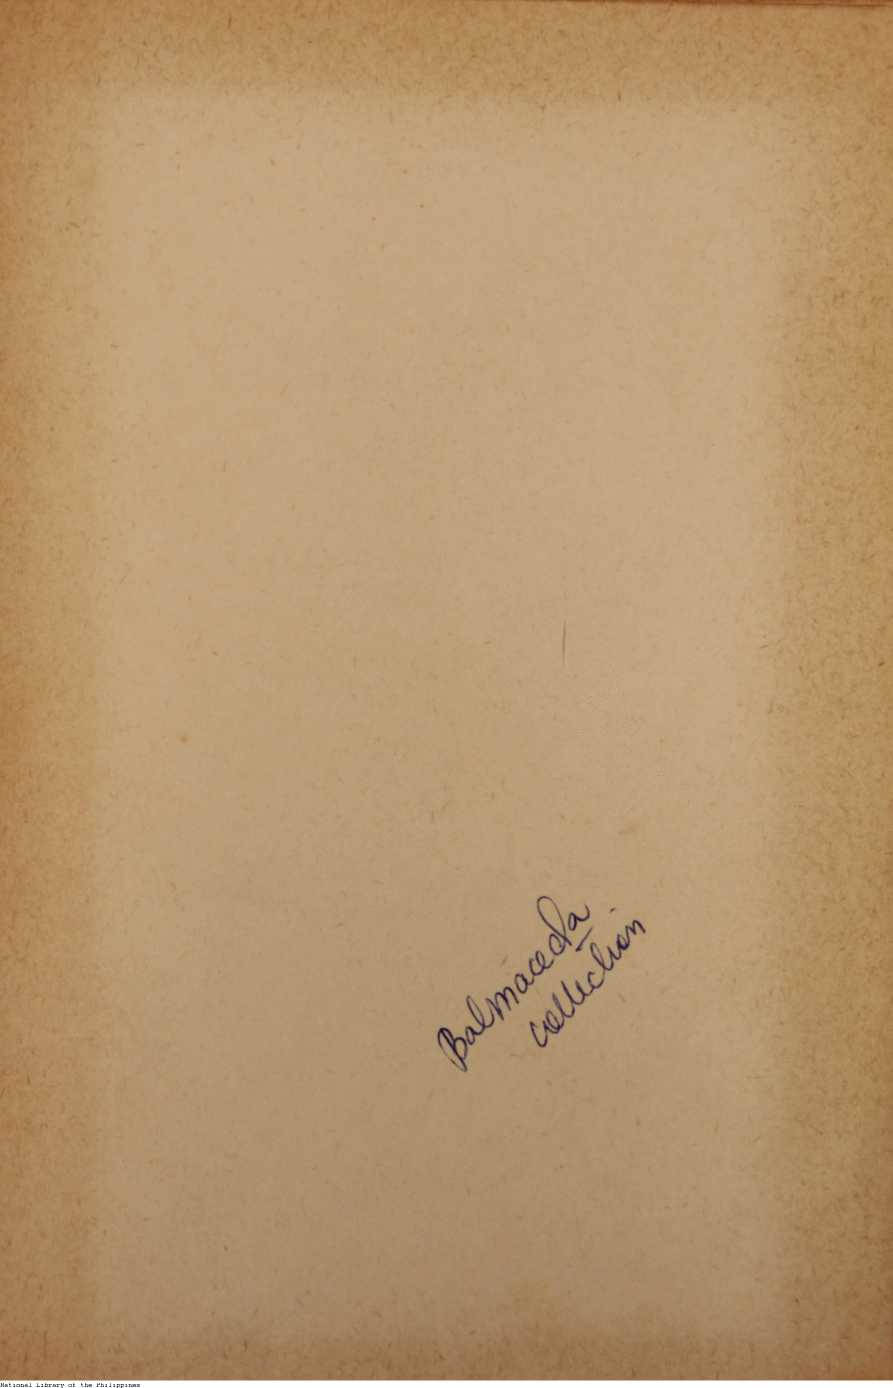 Balmaceda
collection
National Library of the Philippines